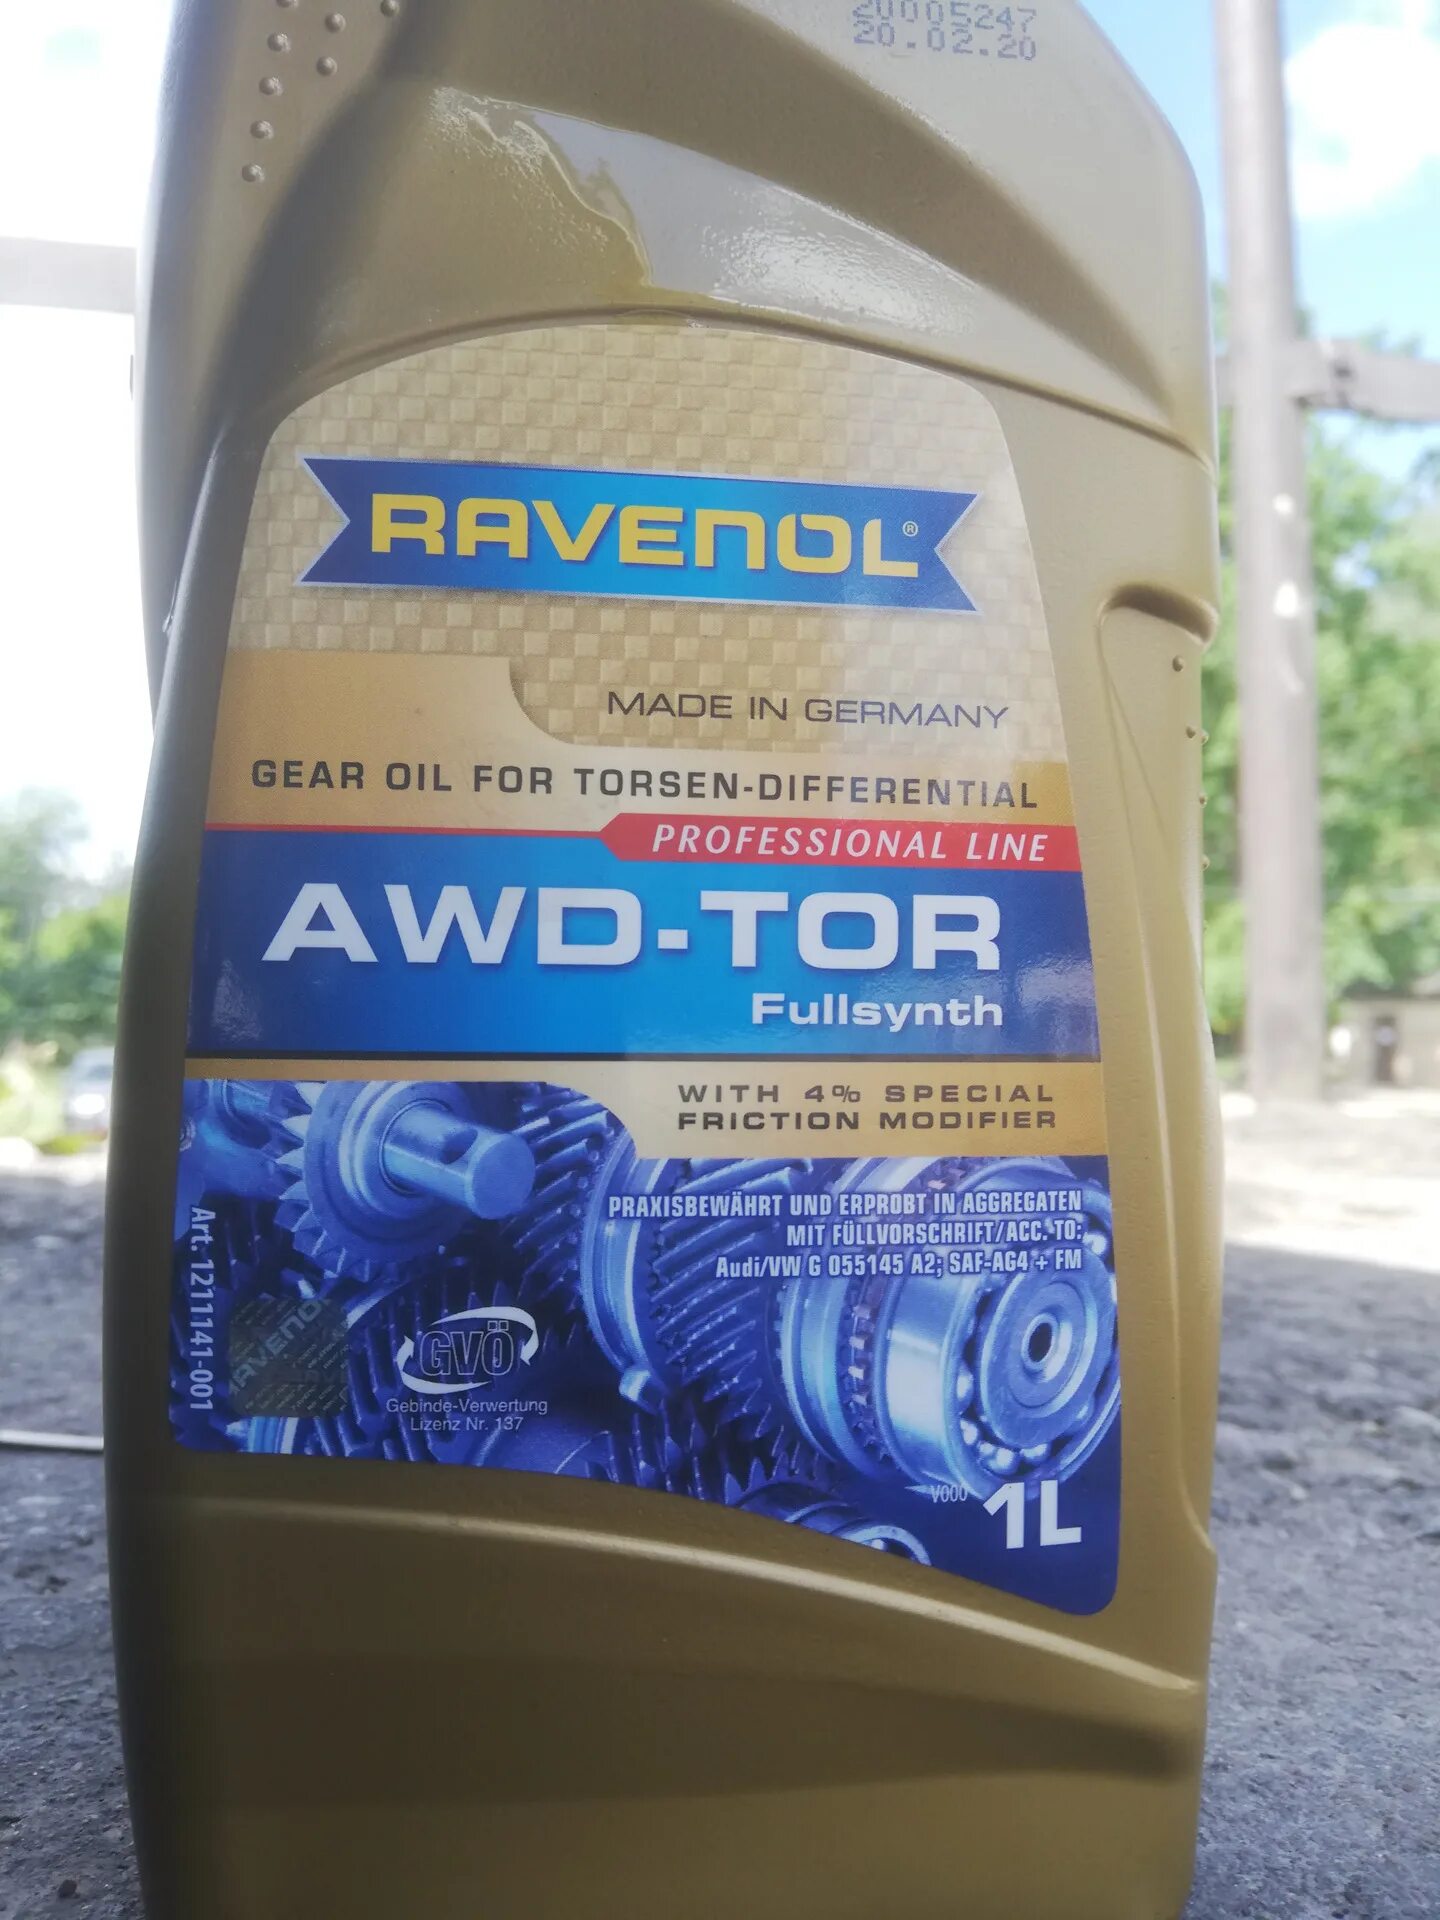 20005247
20.02.20
RAVENOL®
MADE IN GERMANY
GEAR OIL FOR TORSEN-DIFFERENTIAL
PROFESSIONAL LINE
AWD-TOR
Fullsynth
WITH 4% SPECIAL
FRICTION MODIFIER
PRAXISBEWÄHRT UND ERPROBT IN AGGREGATEN
MIT FÜLLVORSCHRIFT/ACC. TO:
Audi/VW G 055145 A2; SAF-AG4 + FM
Art. 1211141-001
RAVENOL
GVÖ
Gebinde-Verwertung
Lizenz Nr. 137
V000
1L